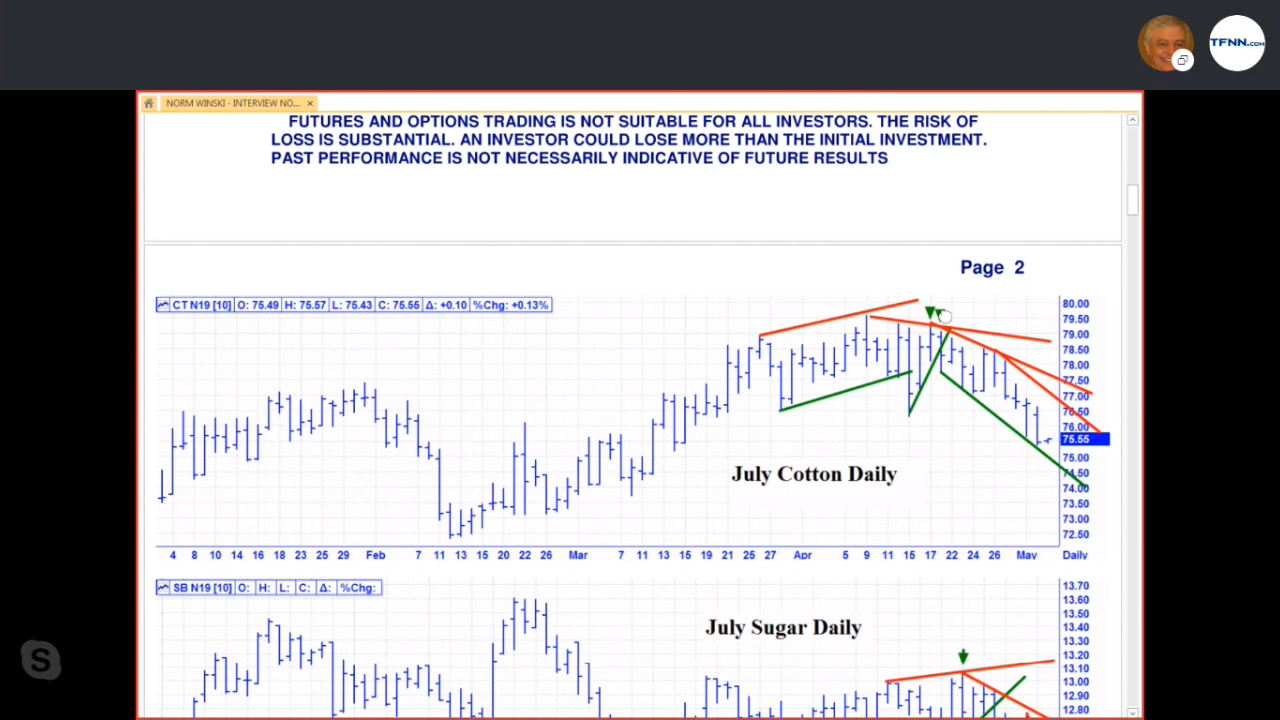 TFNN.COM
NORM WINSKI - INTERVIEW NO... ×
FUTURES AND OPTIONS TRADING IS NOT SUITABLE FOR ALL INVESTORS. THE RISK OF
LOSS IS SUBSTANTIAL. AN INVESTOR COULD LOSE MORE THAN THE INITIAL INVESTMENT.
PAST PERFORMANCE IS NOT NECESSARILY INDICATIVE OF FUTURE RESULTS
Page 2
CT N19 [10] O: 75.49 H: 75.57 L: 75.43 C: 75.55 Δ: +0.10 %Chg: +0.13%
80.00
79.50
79.00
78.50
78.00
77.50
77.00
76.50
76.00
75.55
75.00
74.50
74.00
73.50
73.00
72.50
July Cotton Daily
4 8 10 14 16 18 23 25 29 Feb 7 11 13 15 20 22 26 Mar 7 11 13 15 19 21 25 27 Apr 5 9 11 15 17 22 24 26 May Daily
SB N19 [10] O: H: L: C: Δ: %Chg:
July Sugar Daily
13.70
13.60
13.50
13.40
13.30
13.20
13.10
13.00
12.90
12.80
S